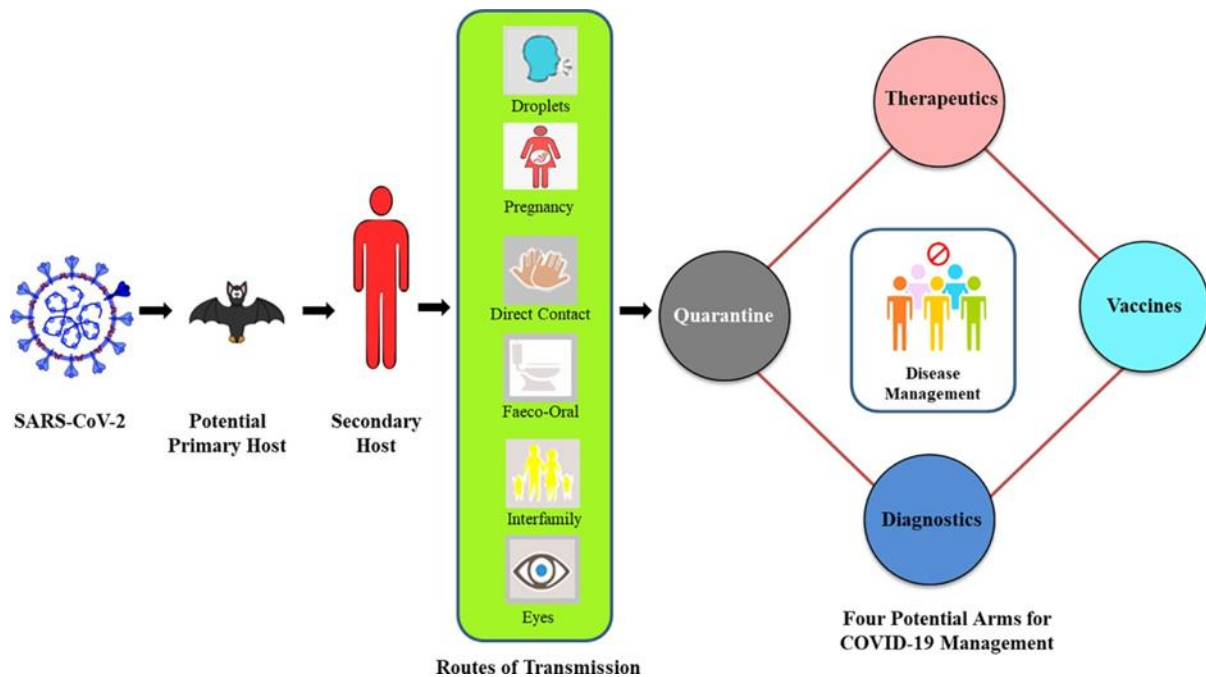 SARS-CoV-2
Potential
Primary Host
Secondary
Host
Droplets
Pregnancy
Direct Contact
Faeco-Oral
Interfamily
Eyes
Routes of Transmission
Therapeutics
Quarantine
Vaccines
Disease
Management
Diagnostics
Four Potential Arms for
COVID-19 Management